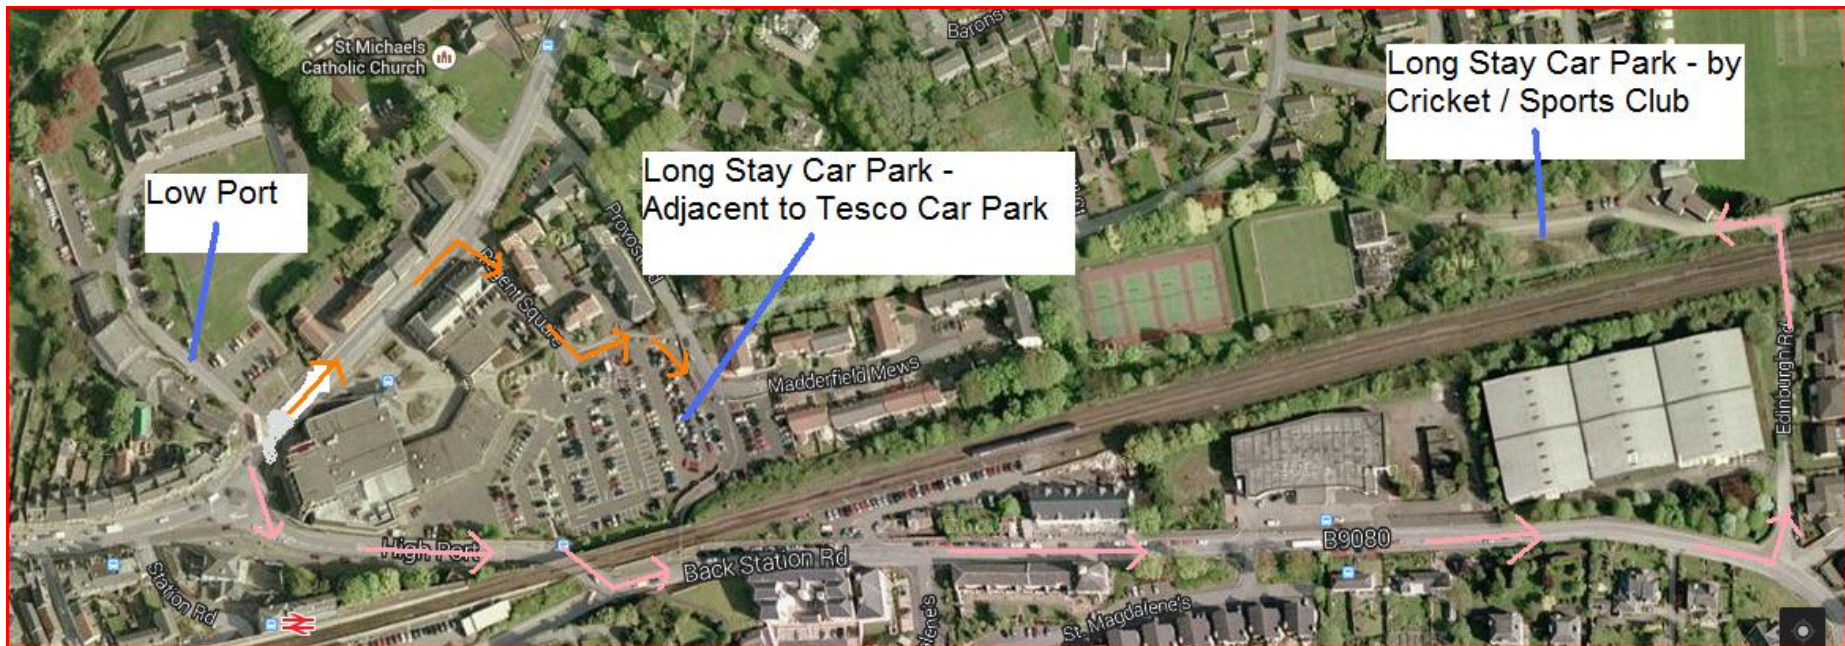 St Michaels
Catholic Church
Barons
Long Stay Car Park - by
Cricket / Sports Club
Long Stay Car Park -
Adjacent to Tesco Car Park
Low Port
Regent Square
Madderfield Mews
Edinburgh Rd
High Port
Back Station Rd
B9080
Station Rd
St. Magdalene's